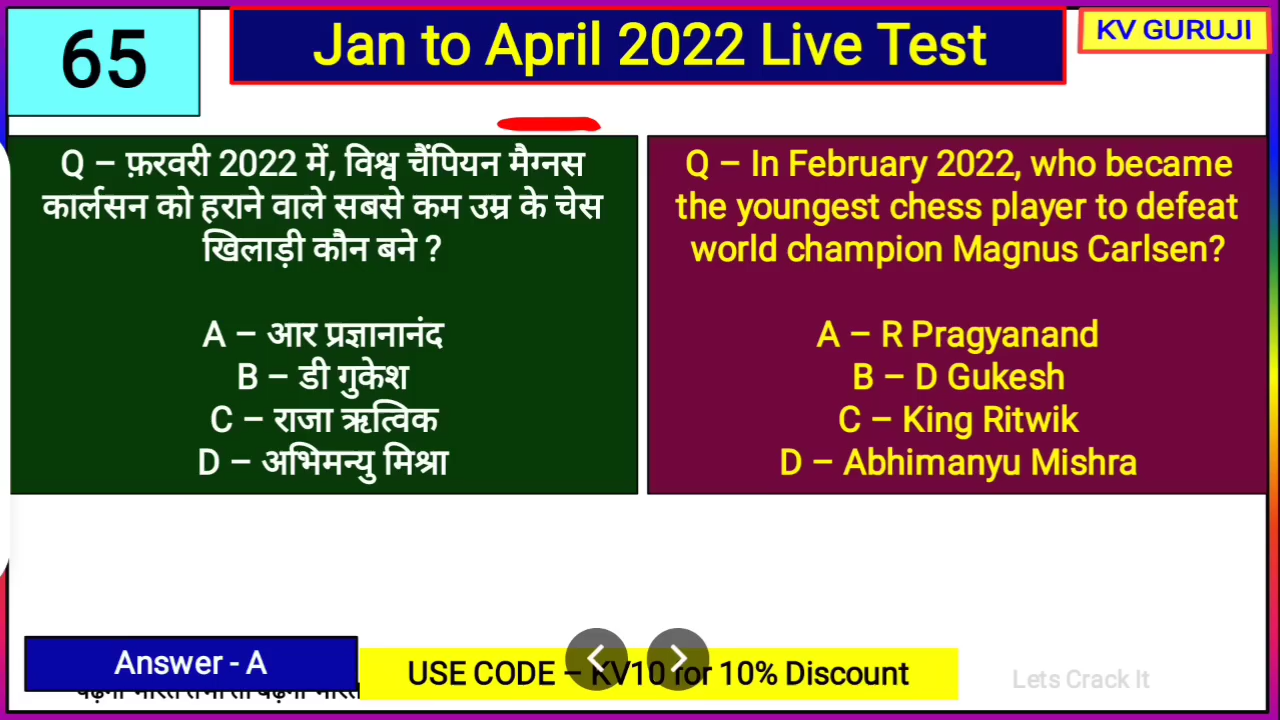 65
Jan to April 2022 Live Test
KV GURUJI
Q – फ़रवरी 2022 में, विश्व चैंपियन मैग्नस
कार्लसन को हराने वाले सबसे कम उम्र के चेस
खिलाड़ी कौन बने ?
A – आर प्रज्ञानानंद
B – डी गुकेश
C – राजा ऋत्विक
D – अभिमन्यु मिश्रा
Q – In February 2022, who became
the youngest chess player to defeat
world champion Magnus Carlsen?
A – R Pragyanand
B – D Gukesh
C – King Ritwik
D – Abhimanyu Mishra
Answer - A
USE CODE – KV10 for 10% Discount
Lets Crack It